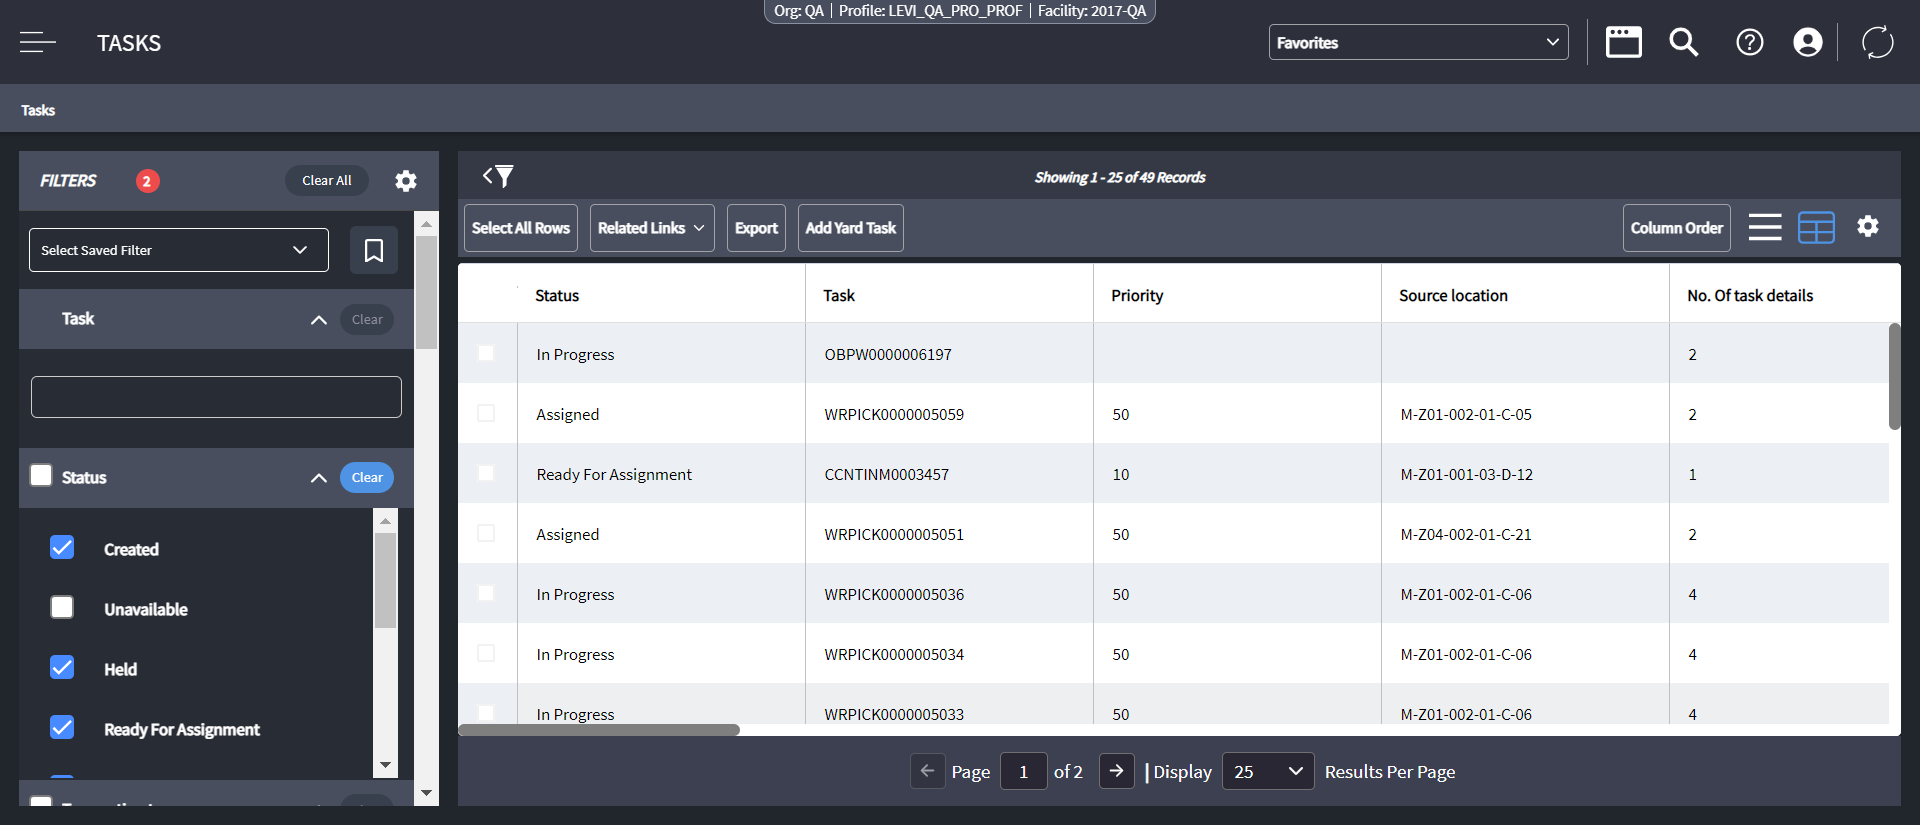 Org: QA | Profile: LEVI_QA_PRO_PROF | Facility: 2017-QA
TASKS
Favorites
Tasks
FILTERS 2 Clear All
Select Saved Filter
Task Clear
Status Clear
Created
Unavailable
Held
Ready For Assignment
Showing 1 - 25 of 49 Records
Select All Rows Related Links Export Add Yard Task Column Order
Status Task Priority Source location No. Of task details
In Progress OBPW0000006197 2
Assigned WRPICK0000005059 50 M-Z01-002-01-C-05 2
Ready For Assignment CCNTINM0003457 10 M-Z01-001-03-D-12 1
Assigned WRPICK0000005051 50 M-Z04-002-01-C-21 2
In Progress WRPICK0000005036 50 M-Z01-002-01-C-06 4
In Progress WRPICK0000005034 50 M-Z01-002-01-C-06 4
In Progress WRPICK0000005033 50 M-Z01-002-01-C-06 4
Page 1 of 2 | Display 25 Results Per Page